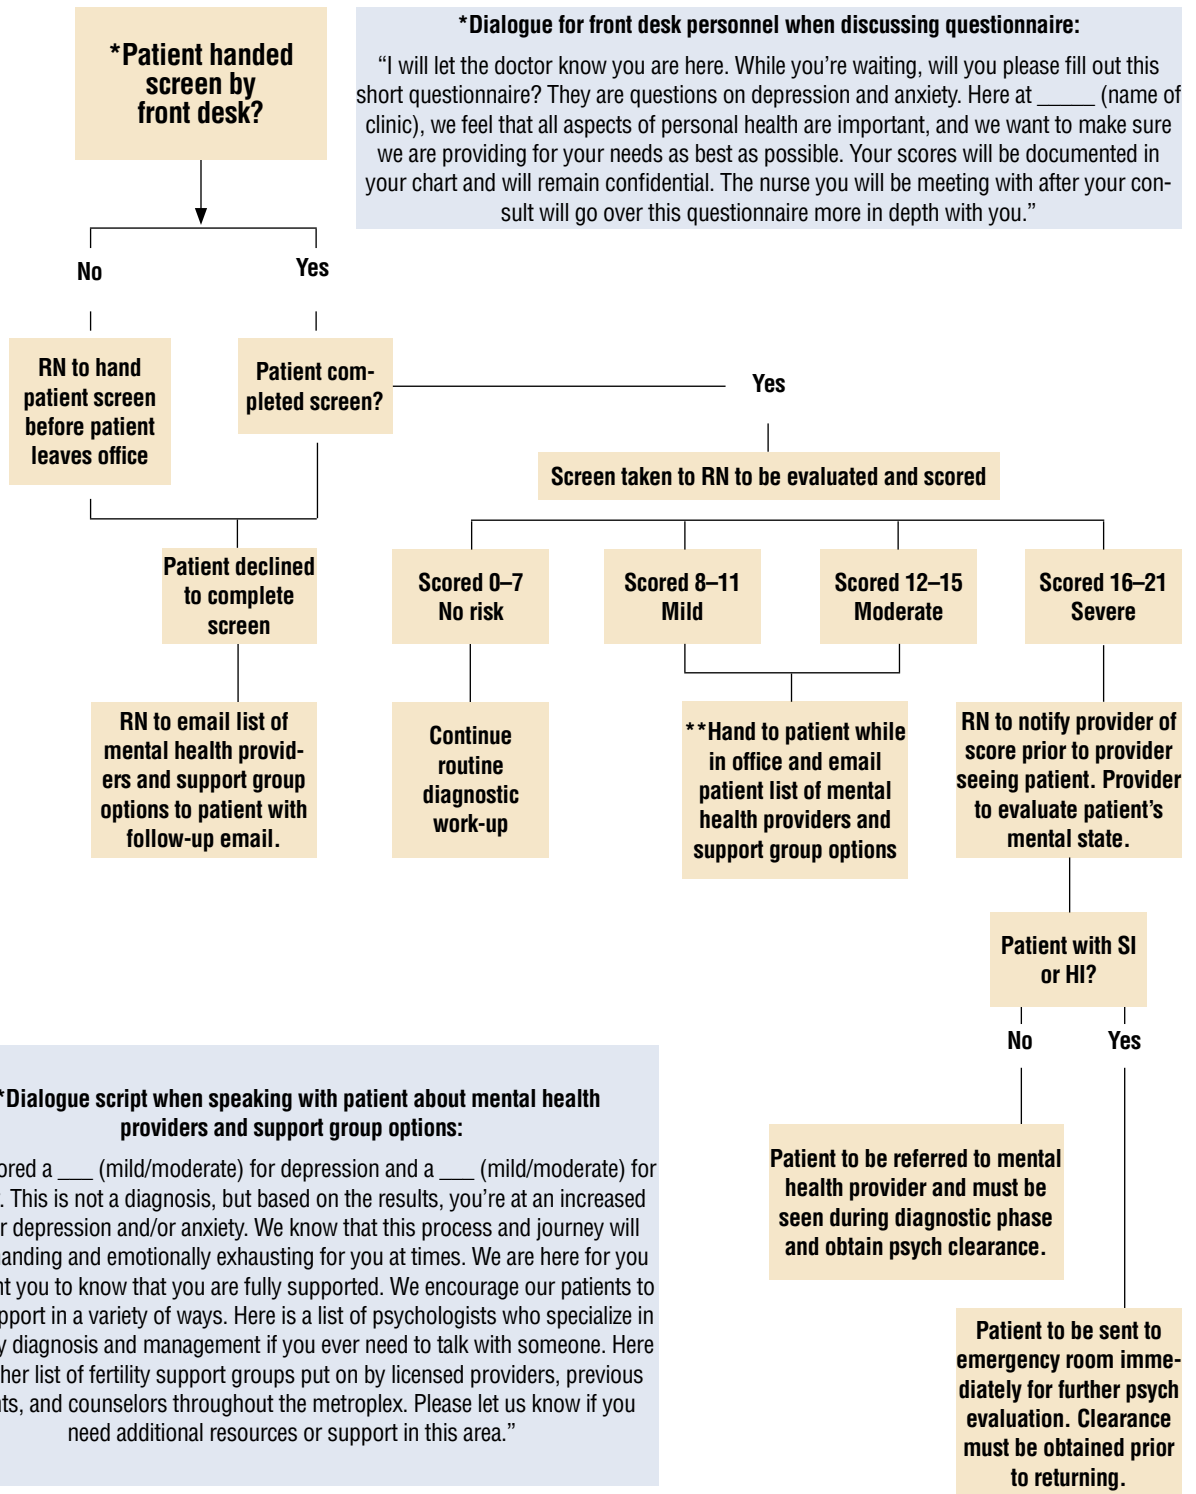 *Patient handed
screen by
front desk?
*Dialogue for front desk personnel when discussing questionnaire:
“I will let the doctor know you are here. While you’re waiting, will you please fill out this
short questionnaire? They are questions on depression and anxiety. Here at _____ (name of
clinic), we feel that all aspects of personal health are important, and we want to make sure
we are providing for your needs as best as possible. Your scores will be documented in
your chart and will remain confidential. The nurse you will be meeting with after your con-
sult will go over this questionnaire more in depth with you.”
No
Yes
RN to hand
patient screen
before patient
leaves office
Patient com-
pleted screen?
Yes
Screen taken to RN to be evaluated and scored
Patient declined
to complete
screen
Scored 0–7
No risk
Scored 8–11
Mild
Scored 12–15
Moderate
Scored 16–21
Severe
RN to email list of
mental health provid-
ers and support group
options to patient with
follow-up email.
Continue
routine
diagnostic
work-up
**Hand to patient while
in office and email
patient list of mental
health providers and
support group options
RN to notify provider of
score prior to provider
seeing patient. Provider
to evaluate patient’s
mental state.
Patient with SI
or HI?
No
Yes
Patient to be referred to mental
health provider and must be
seen during diagnostic phase
and obtain psych clearance.
Patient to be sent to
emergency room imme-
diately for further psych
evaluation. Clearance
must be obtained prior
to returning.
*Dialogue script when speaking with patient about mental health
providers and support group options:
a ___ (mild/moderate) for depression and a ___ (mild/moderate) for
This is not a diagnosis, but based on the results, you’re at an increased
depression and/or anxiety. We know that this process and journey will
and emotionally exhausting for you at times. We are here for you
you to know that you are fully supported. We encourage our patients to
in a variety of ways. Here is a list of psychologists who specialize in
diagnosis and management if you ever need to talk with someone. Here
list of fertility support groups put on by licensed providers, previous
and counselors throughout the metroplex. Please let us know if you
need additional resources or support in this area.”